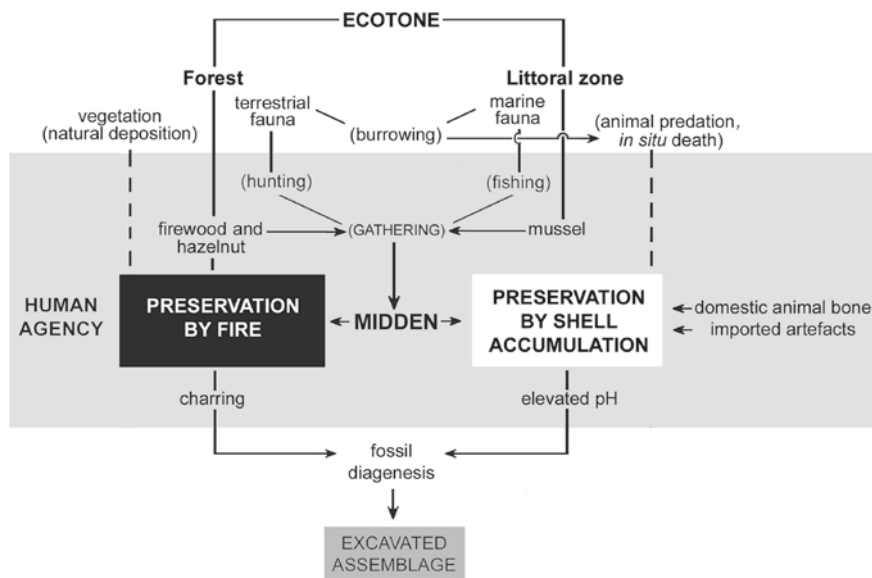 ECOTONE
Forest
Littoral zone
vegetation
(natural deposition)
terrestrial
fauna
marine
fauna
(burrowing)
(animal predation,
in situ death)
(hunting)
(fishing)
firewood and
hazelnut
(GATHERING)
mussel
HUMAN
AGENCY
PRESERVATION
BY FIRE
MIDDEN
PRESERVATION
BY SHELL
ACCUMULATION
domestic animal bone
imported artefacts
charring
elevated pH
fossil
diagenesis
EXCAVATED
ASSEMBLAGE